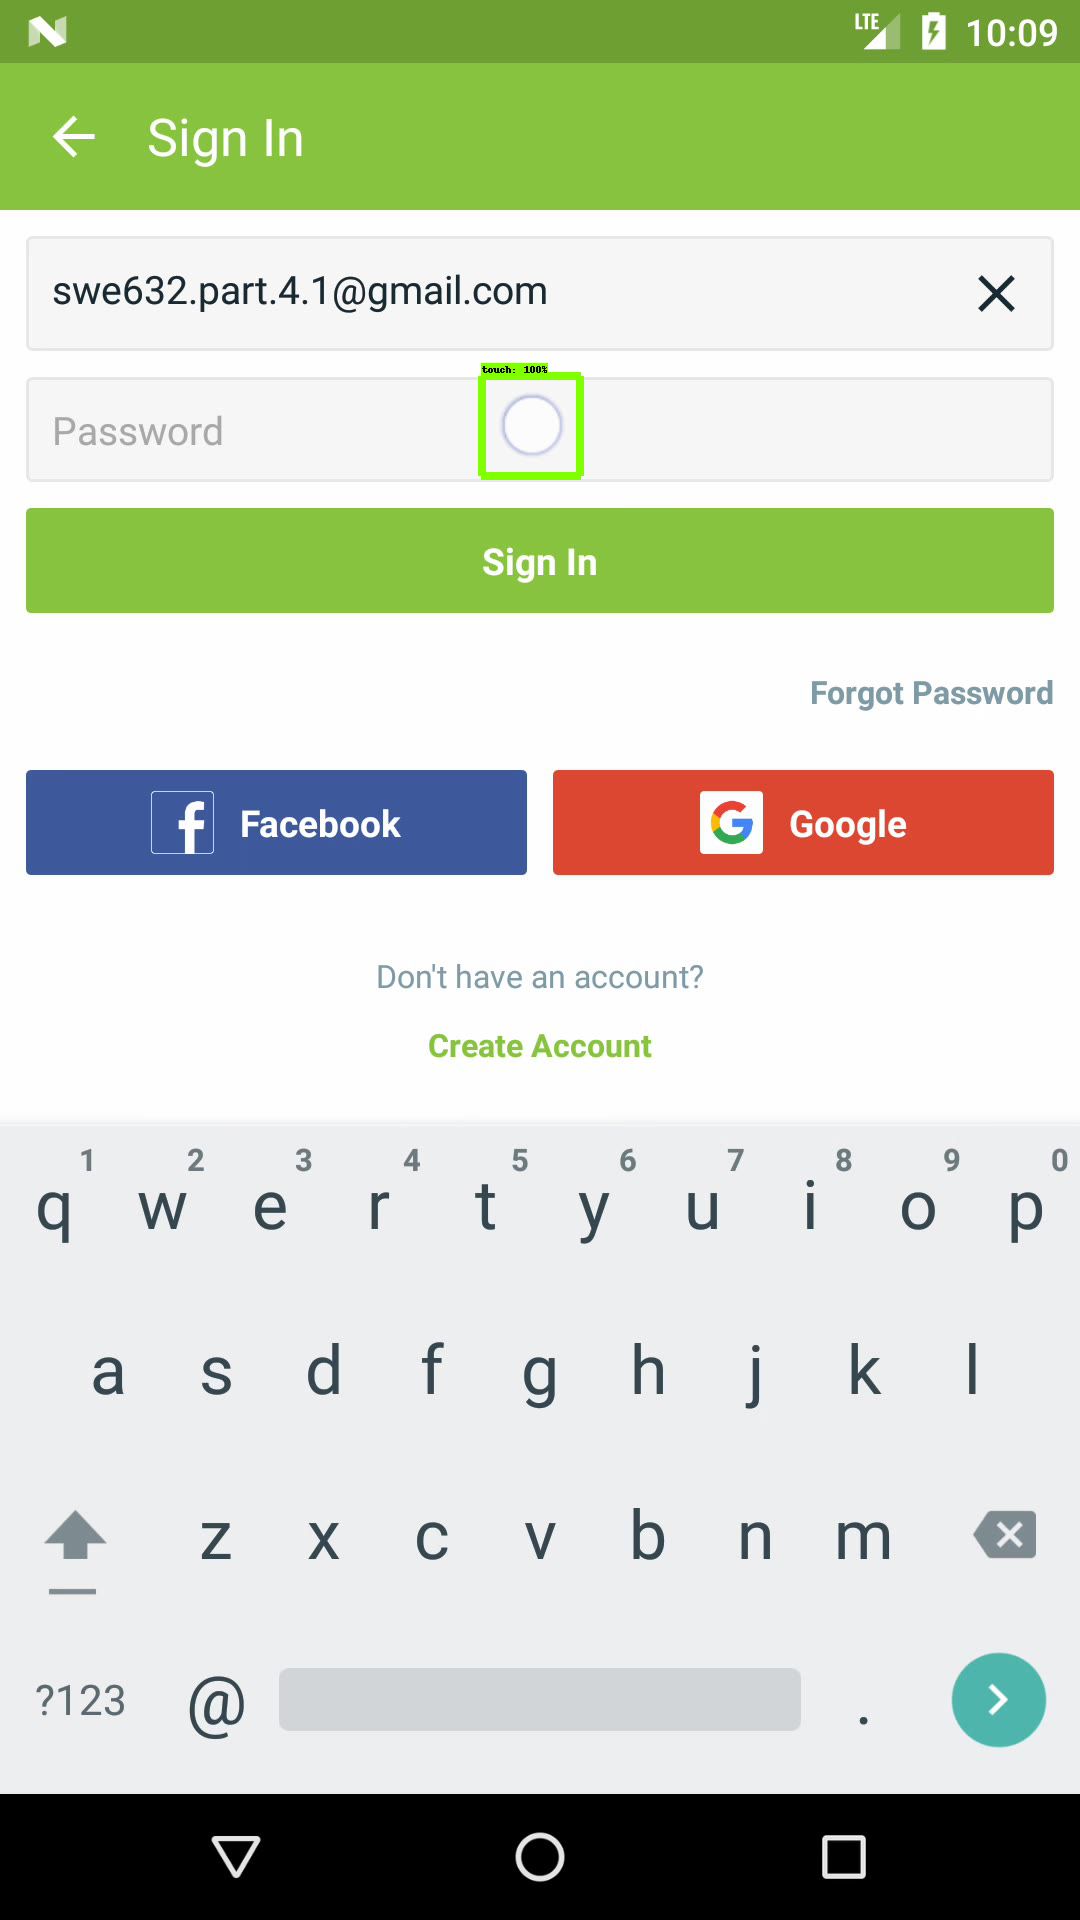 LTE 10:09
Sign In
swe632.part.4.1@gmail.com
touch: 100%
Password
Sign In
Forgot Password
Facebook Google
Don't have an account?
Create Account
1 2 3 4 5 6 7 8 9 0
q w e r t y u i o p
a s d f g h j k l
z x c v b n m
?123 @ .